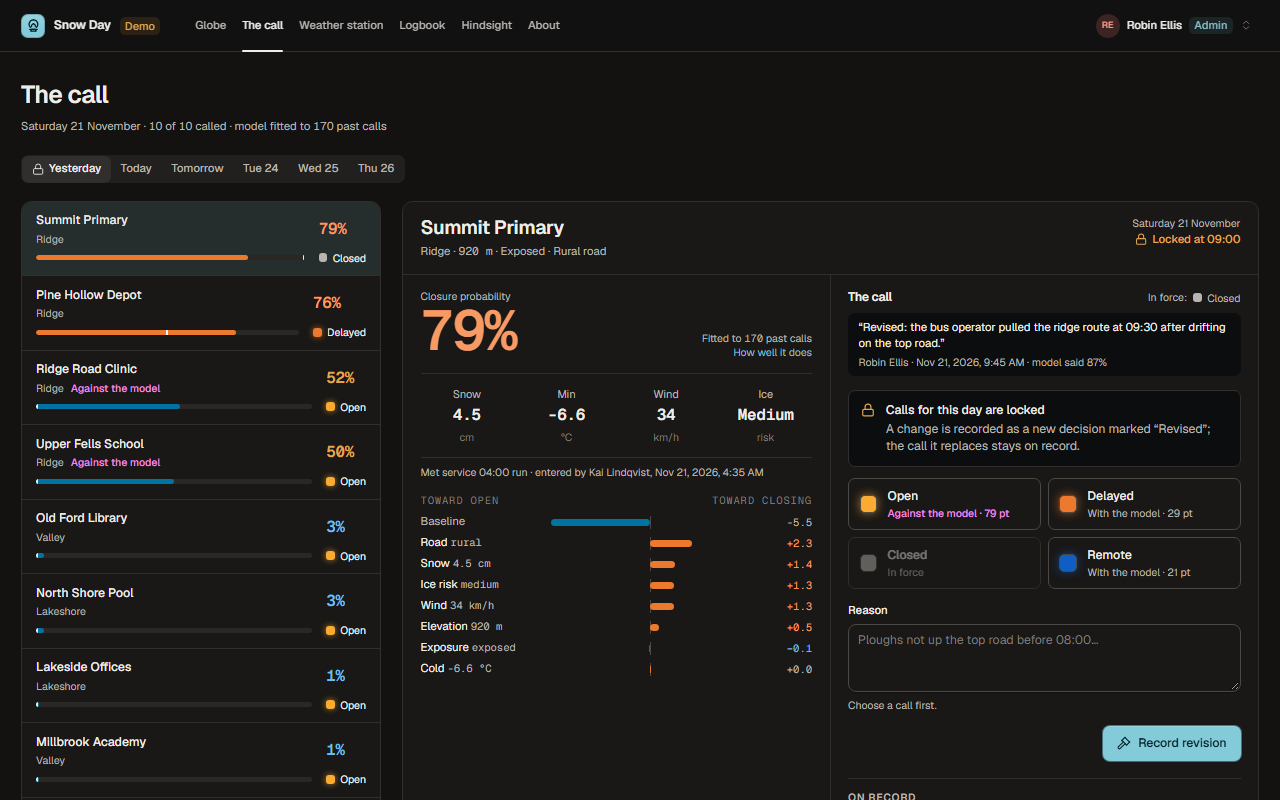 Snow Day Demo Globe The call Weather station Logbook Hindsight About RE Robin Ellis Admin
The call
Saturday 21 November · 10 of 10 called · model fitted to 170 past calls
Yesterday Today Tomorrow Tue 24 Wed 25 Thu 26
Summit Primary
Ridge
79%
Closed
Pine Hollow Depot
Ridge
76%
Delayed
Ridge Road Clinic
Ridge Against the model
52%
Open
Upper Fells School
Ridge Against the model
50%
Open
Old Ford Library
Valley
3%
Open
North Shore Pool
Lakeshore
3%
Open
Lakeside Offices
Lakeshore
1%
Open
Millbrook Academy
Valley
1%
Open
Summit Primary
Ridge · 920 m · Exposed · Rural road
Saturday 21 November
Locked at 09:00
Closure probability
79%
Fitted to 170 past calls
How well it does
Snow Min Wind Ice
4.5 -6.6 34 Medium
cm °C km/h risk
Met service 04:00 run · entered by Kai Lindqvist, Nov 21, 2026, 4:35 AM
TOWARD OPEN TOWARD CLOSING
Baseline -5.5
Road rural +2.3
Snow 4.5 cm +1.4
Ice risk medium +1.3
Wind 34 km/h +1.3
Elevation 920 m +0.5
Exposure exposed -0.1
Cold -6.6 °C +0.0
The call In force: Closed
“Revised: the bus operator pulled the ridge route at 09:30 after drifting
on the top road.”
Robin Ellis · Nov 21, 2026, 9:45 AM · model said 87%
Calls for this day are locked
A change is recorded as a new decision marked “Revised”;
the call it replaces stays on record.
Open
Against the model · 79 pt
Delayed
With the model · 29 pt
Closed
In force
Remote
With the model · 21 pt
Reason
Ploughs not up the top road before 08:00…
Choose a call first.
Record revision
ON RECORD